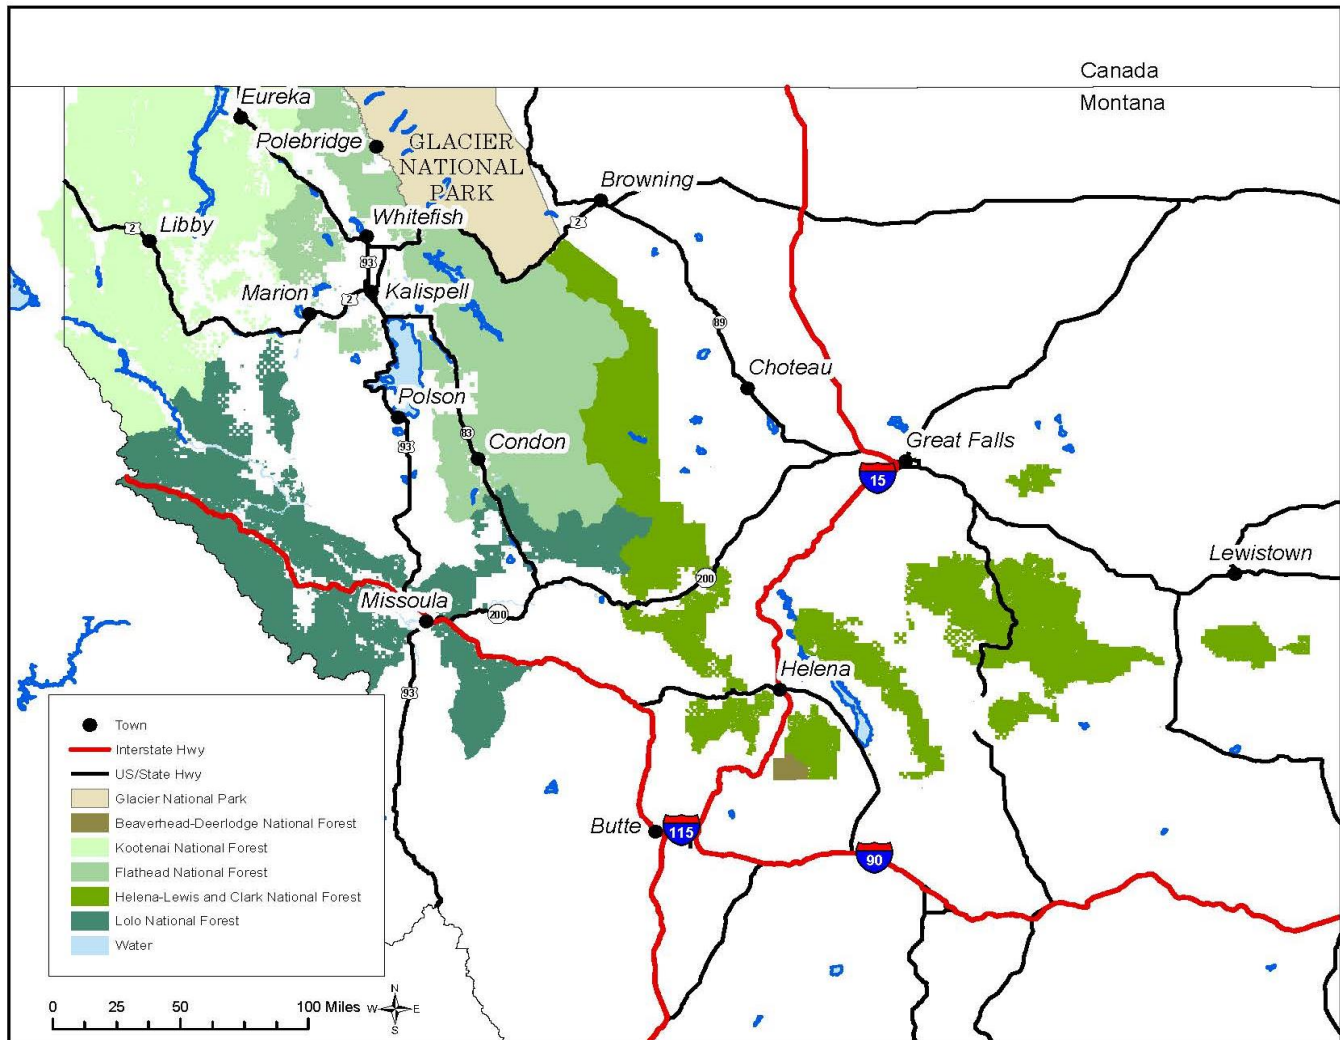 Canada
Montana
Eureka
Polebridge
GLACIER
NATIONAL
PARK
Browning
2
Whitefish
2
Libby
93
Marion
2
Kalispell
89
Choteau
Polson
93
83
Condon
Great Falls
15
Lewistown
200
Missoula
200
Helena
93
Butte
115
90
Town
Interstate Hwy
US/State Hwy
Glacier National Park
Beaverhead-Deerlodge National Forest
Kootenai National Forest
Flathead National Forest
Helena-Lewis and Clark National Forest
Lolo National Forest
Water
0 25 50 100 Miles
N
W E
S